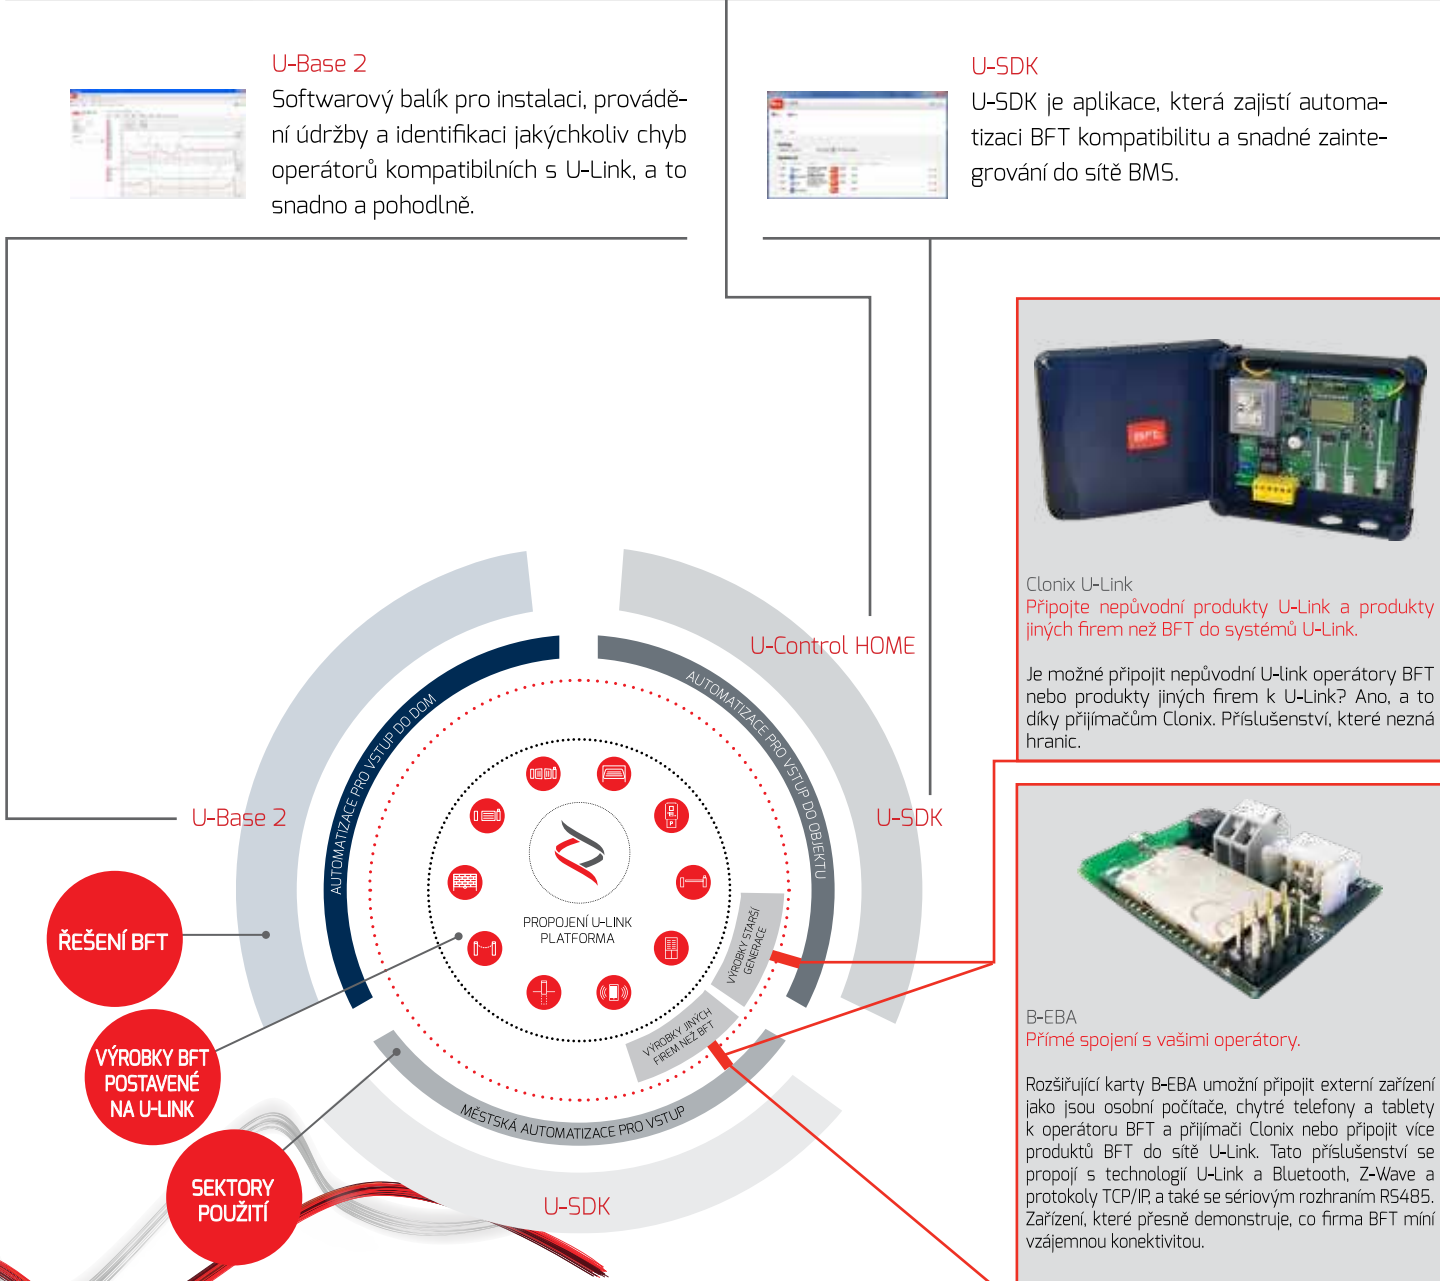 U-Base 2
Softwarový balík pro instalaci, provádě-
ní údržby a identifikaci jakýchkoliv chyb
operátorů kompatibilních s U-Link, a to
snadno a pohodlně.
U-SDK
U-SDK je aplikace, která zajistí automa-
tizaci BFT kompatibilitu a snadné zainte-
grování do sítě BMS.
BFT
Clonix U-Link
Připojte nepůvodní produkty U-Link a produkty
jiných firem než BFT do systémů U-Link.
Je možné připojit nepůvodní U-link operátory BFT
nebo produkty jiných firem k U-Link? Ano, a to
díky přijímačům Clonix. Příslušenství, které nezná
hranic.
U-Control HOME
AUTOMATIZACE PRO VSTUP DO DOM
AUTOMATIZACE PRO VSTUP DO OBJEKTU
U-Base 2
U-SDK
P
PROPOJENÍ U-LINK
PLATFORMA
VÝROBKY STARŠÍ
GENERACE
VÝROBKY JINÝCH
FIREM NEŽ BFT
MĚSTSKÁ AUTOMATIZACE PRO VSTUP
U-SDK
ŘEŠENÍ BFT
VÝROBKY BFT
POSTAVENÉ
NA U-LINK
SEKTORY
POUŽITÍ
B-EBA
Přímé spojení s vašimi operátory.
Rozšiřující karty B-EBA umožní připojit externí zařízení
jako jsou osobní počítače, chytré telefony a tablety
k operátoru BFT a přijímači Clonix nebo připojit více
produktů BFT do sítě U-Link. Tato příslušenství se
propojí s technologií U-Link a Bluetooth, Z-Wave a
protokoly TCP/IP, a také se sériovým rozhraním RS485.
Zařízení, které přesně demonstruje, co firma BFT míní
vzájemnou konektivitou.